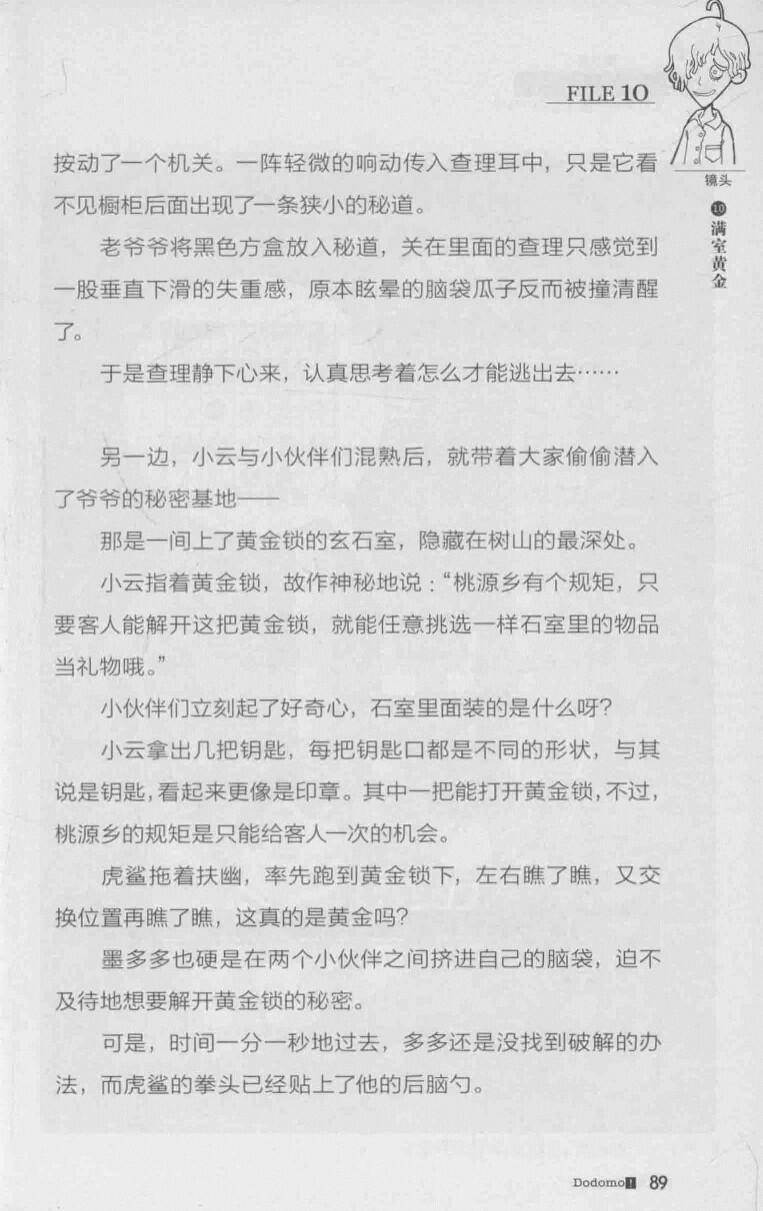 FILE 10
镜头
⑩满室黄金
按动了一个机关。一阵轻微的响动传入查理耳中，只是它看
不见橱柜后面出现了一条狭小的秘道。
老爷爷将黑色方盒放入秘道，关在里面的查理只感觉到
一股垂直下滑的失重感，原本眩晕的脑袋瓜子反而被撞清醒
了。
于是查理静下心来，认真思考着怎么才能逃出去……
另一边，小云与小伙伴们混熟后，就带着大家偷偷潜入
了爷爷的秘密基地——
那是一间上了黄金锁的玄石室，隐藏在树山的最深处。
小云指着黄金锁，故作神秘地说：“桃源乡有个规矩，只
要客人能解开这把黄金锁，就能任意挑选一样石室里的物品
当礼物哦。”
小伙伴们立刻起了好奇心，石室里面装的是什么呀？
小云拿出几把钥匙，每把钥匙口都是不同的形状，与其
说是钥匙，看起来更像是印章。其中一把能打开黄金锁，不过，
桃源乡的规矩是只能给客人一次的机会。
虎鲨拖着扶幽，率先跑到黄金锁下，左右瞧了瞧，又交
换位置再瞧了瞧，这真的是黄金吗？
墨多多也硬是在两个小伙伴之间挤进自己的脑袋，迫不
及待地想要解开黄金锁的秘密。
可是，时间一分一秒地过去，多多还是没找到破解的办
法，而虎鲨的拳头已经贴上了他的后脑勺。
Dodomo! 89